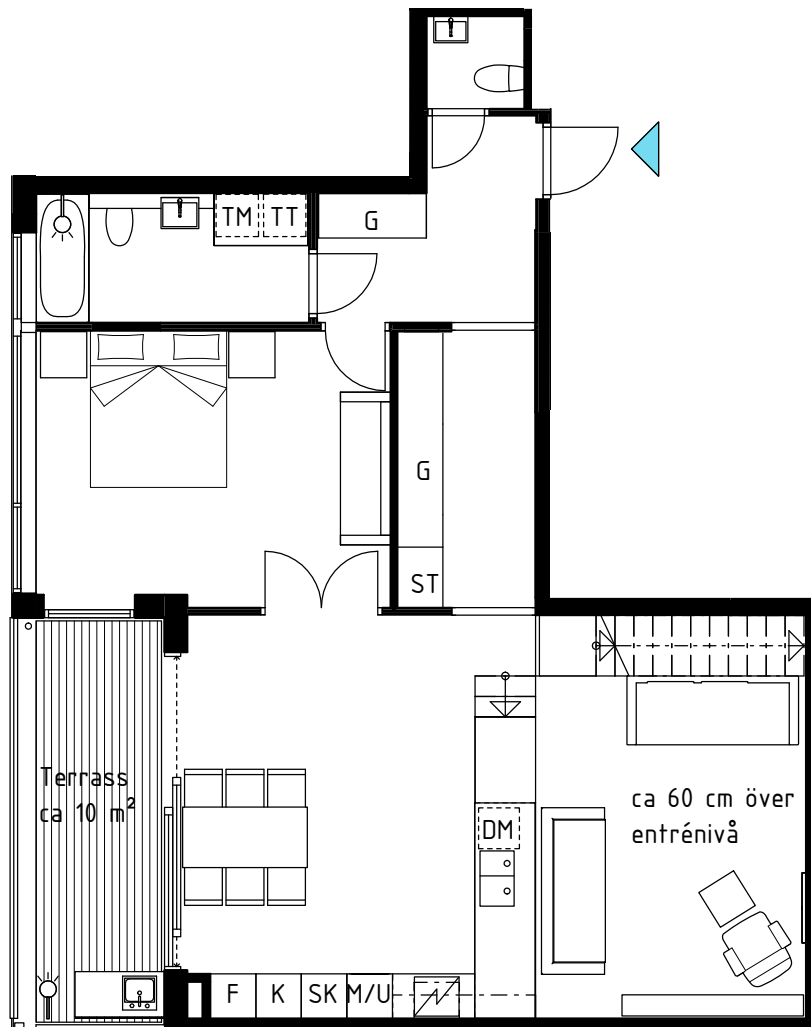 TM TT
G
G
ST
Terrass
ca 10 m²
DM
ca 60 cm över
entrénivå
F K SK M/U